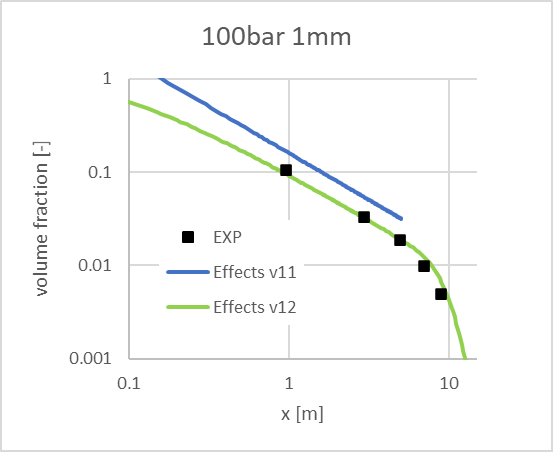 100bar 1mm
1
0.1
0.01
0.001
volume fraction [-]
EXP
Effects v11
Effects v12
0.1 1 10
x [m]